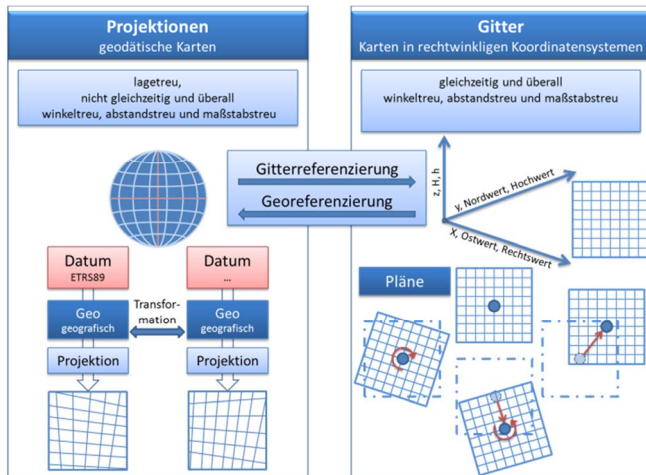 Projektionen
geodätische Karten
lagetreu,
nicht gleichzeitig und überall
winkeltreu, abstandstreu und maßstabstreu
Datum
ETRS89
Datum
...
Geo
geografisch
Transfor-
mation
Geo
geografisch
Projektion
Projektion
Gitterreferenzierung
Georeferenzierung
Gitter
Karten in rechtwinkligen Koordinatensystemen
gleichzeitig und überall
winkeltreu, abstandstreu und maßstabstreu
z, H, h
y, Nordwert, Hochwert
X, Ostwert, Rechtswert
Pläne